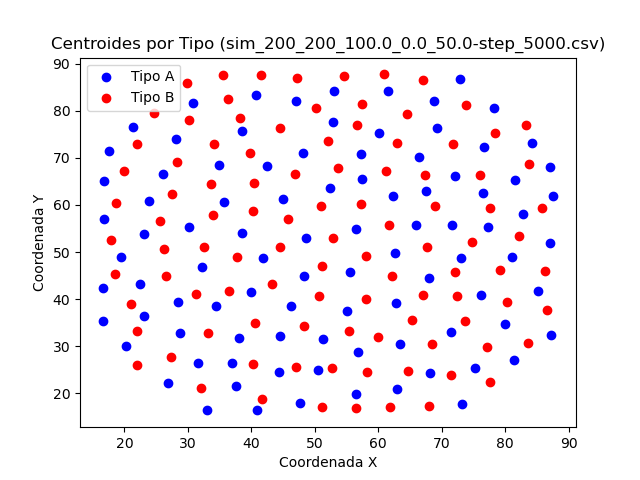 Centroides por Tipo (sim_200_200_100.0_0.0_50.0-step_5000.csv)
Tipo A
Tipo B
90
80
70
60
50
40
30
20
Coordenada Y
20 30 40 50 60 70 80 90
Coordenada X